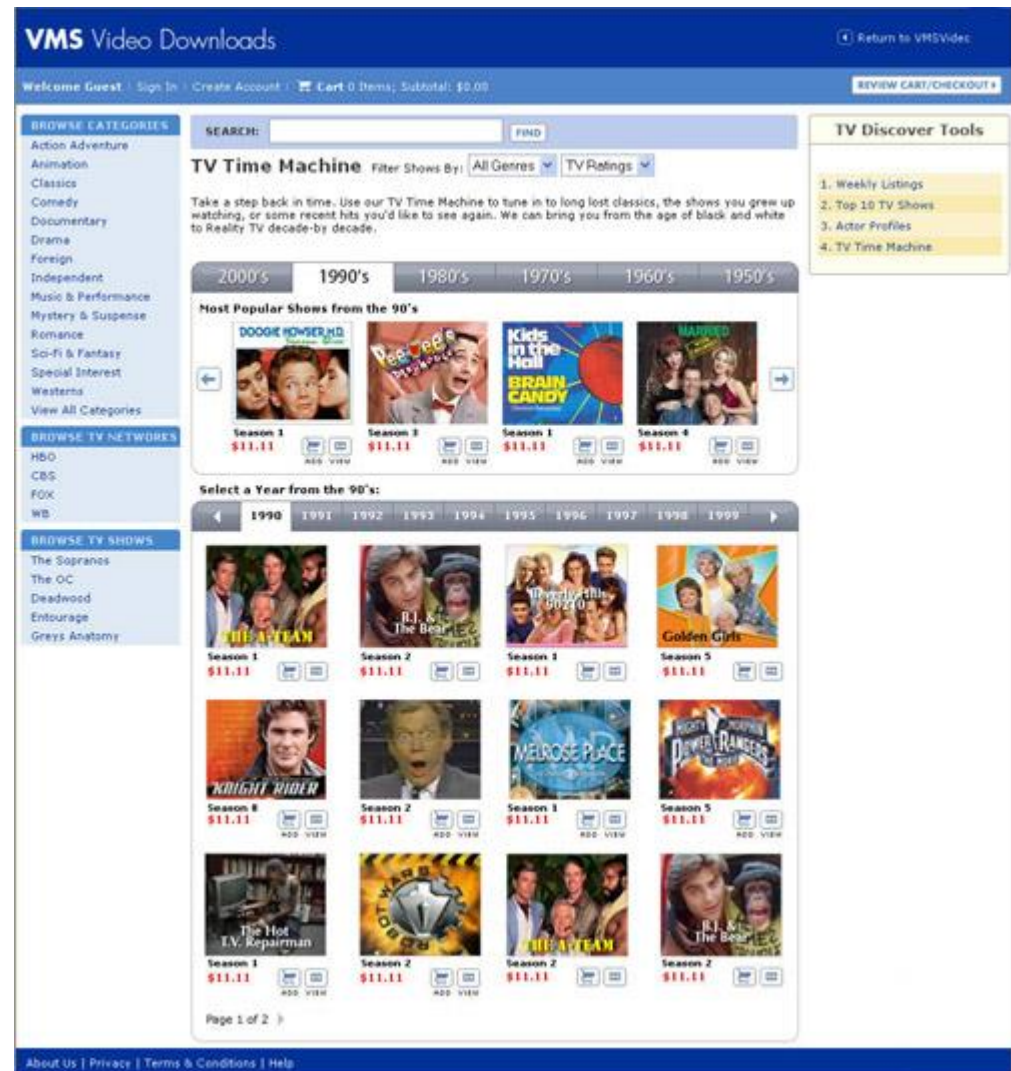 VMS Video Downloads
Return to VMSVideo
Welcome Guest | Sign In | Create Account | Cart 0 Items; Subtotal: $0.00
REVIEW CART/CHECKOUT
BROWSE CATEGORIES
Action Adventure
Animation
Classics
Comedy
Documentary
Drama
Foreign
Independent
Music & Performance
Mystery & Suspense
Romance
Sci-Fi & Fantasy
Special Interest
Westerns
View All Categories
BROWSE TV NETWORKS
HBO
CBS
FOX
WB
BROWSE TV SHOWS
The Sopranos
The OC
Deadwood
Entourage
Greys Anatomy
SEARCH: FIND
TV Time Machine Filter Shows By: All Genres TV Ratings
Take a step back in time. Use our TV Time Machine to tune in to long lost classics, the shows you grew up
watching, or some recent hits you'd like to see again. We can bring you from the age of black and white
to Reality TV decade-by decade.
2000's 1990's 1980's 1970's 1960's 1950's
Most Popular Shows from the 90's
DOOGIE HOWSER, M.D.
Pee-Wee's
Kids in the Hall
BRAIN CANDY
MARRIED
Season 1 Season 3 Season 1 Season 4
$11.11 $11.11 $11.11 $11.11
ADD VIEW ADD VIEW ADD VIEW ADD VIEW
Select a Year from the 90's:
1990 1991 1992 1993 1994 1995 1996 1997 1998 1999
THE A-TEAM
B.J. & The Bear
Beverly Hills 90210
Golden Girls
Season 1 Season 2 Season 1 Season 5
$11.11 $11.11 $11.11 $11.11
KNIGHT RIDER
MELROSE PLACE
MIGHTY MORPHIN
POWER RANGERS
THE MOVIE
Season 8 Season 2 Season 1 Season 5
$11.11 $11.11 $11.11 $11.11
ADD VIEW ADD VIEW ADD VIEW ADD VIEW
The Hot
T.V. Repairman
ROBOT WARS
THE A-TEAM
B.J. & The Bear
Season 1 Season 2 Season 2 Season 2
$11.11 $11.11 $11.11 $11.11
ADD VIEW ADD VIEW
Page 1 of 2
TV Discover Tools
1. Weekly Listings
2. Top 10 TV Shows
3. Actor Profiles
4. TV Time Machine
About Us | Privacy | Terms & Conditions | Help